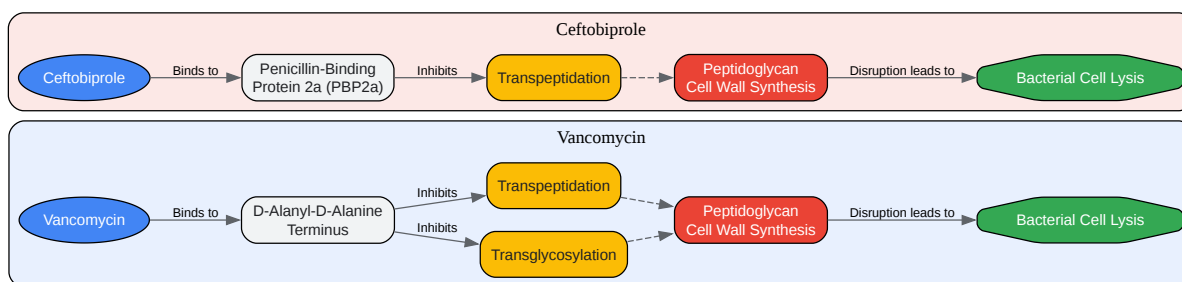 Ceftobiprole
Ceftobiprole
Binds to
Penicillin-Binding
Protein 2a (PBP2a)
Inhibits
Transpeptidation
Peptidoglycan
Cell Wall Synthesis
Disruption leads to
Bacterial Cell Lysis
Vancomycin
Vancomycin
Binds to
D-Alanyl-D-Alanine
Terminus
Inhibits
Transpeptidation
Inhibits
Transglycosylation
Peptidoglycan
Cell Wall Synthesis
Disruption leads to
Bacterial Cell Lysis